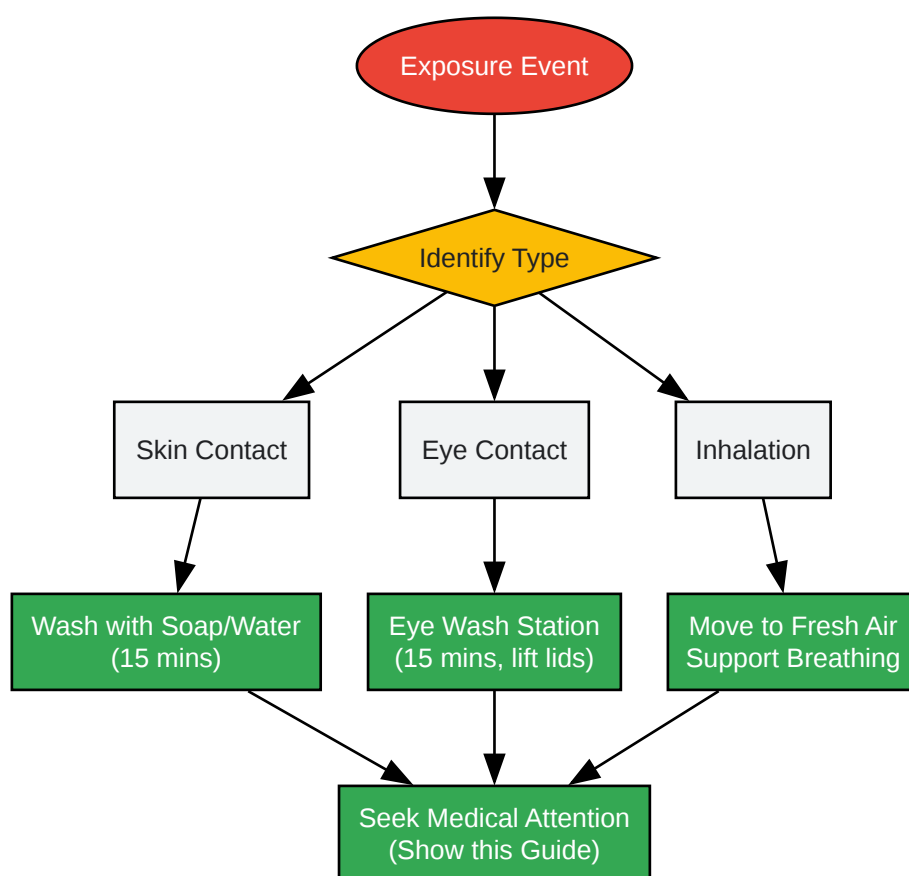 Exposure Event
Identify Type
Skin Contact
Eye Contact
Inhalation
Wash with Soap/Water
(15 mins)
Eye Wash Station
(15 mins, lift lids)
Move to Fresh Air
Support Breathing
Seek Medical Attention
(Show this Guide)